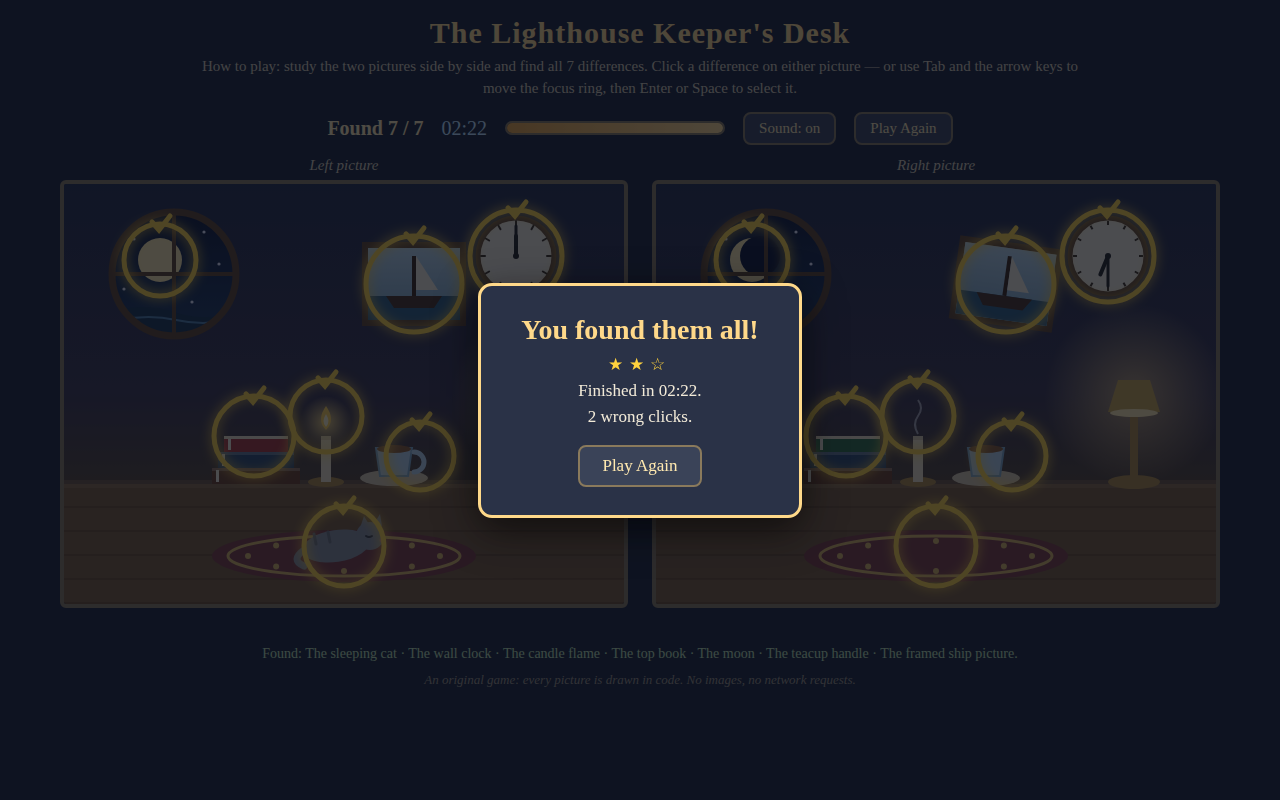 The Lighthouse Keeper's Desk
How to play: study the two pictures side by side and find all 7 differences. Click a difference on either picture — or use Tab and the arrow keys to
move the focus ring, then Enter or Space to select it.
Found 7 / 7 02:22 Sound: on Play Again
Left picture Right picture
You found them all!
★ ★ ☆
Finished in 02:22.
2 wrong clicks.
Play Again
Found: The sleeping cat · The wall clock · The candle flame · The top book · The moon · The teacup handle · The framed ship picture.
An original game: every picture is drawn in code. No images, no network requests.